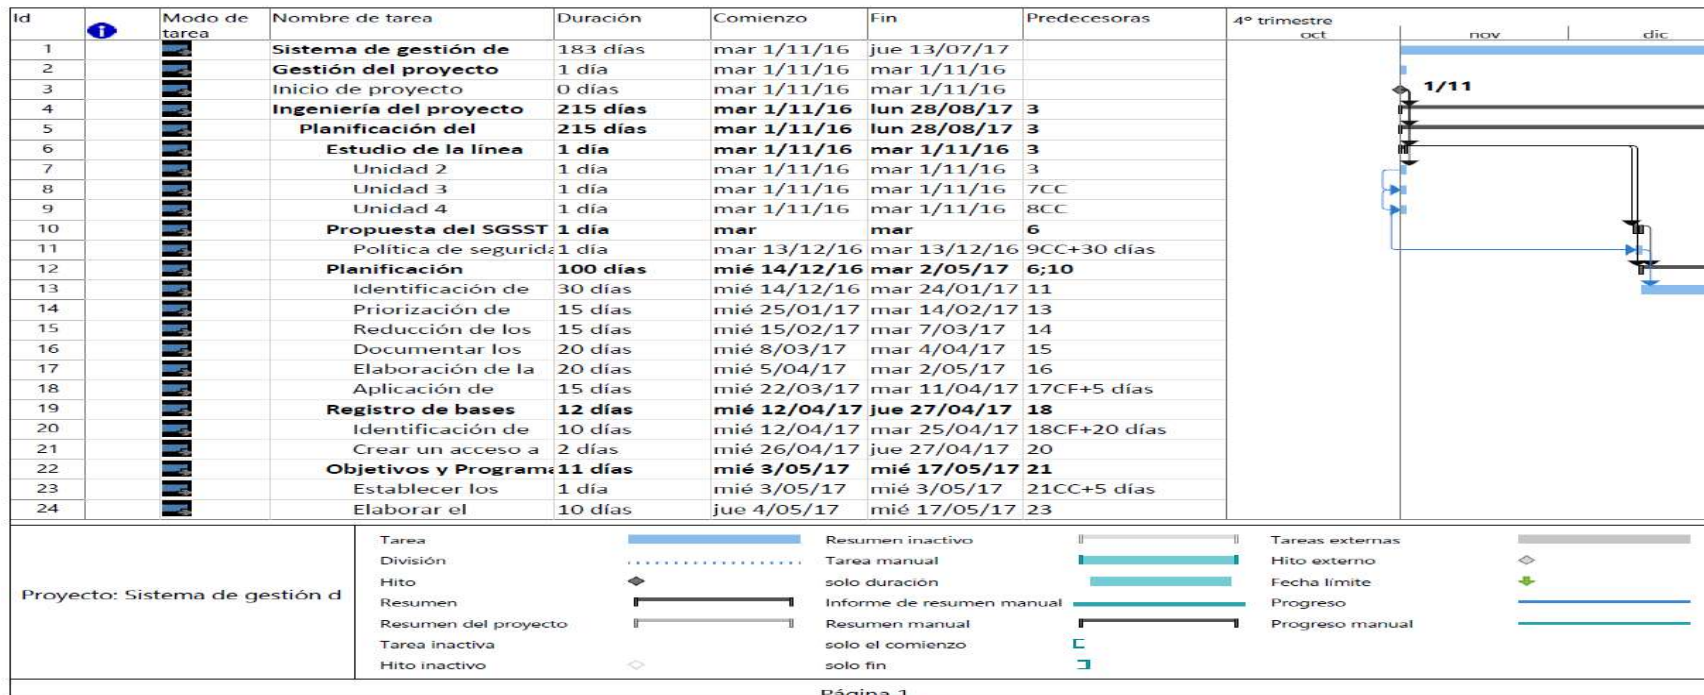 Id Modo de tarea Nombre de tarea Duración Comienzo Fin Predecesoras 4º trimestre
oct nov dic
1 Sistema de gestión de 183 días mar 1/11/16 jue 13/07/17
2 Gestión del proyecto 1 día mar 1/11/16 mar 1/11/16
3 Inicio de proyecto 0 días mar 1/11/16 mar 1/11/16 1/11
4 Ingeniería del proyecto 215 días mar 1/11/16 lun 28/08/17 3
5 Planificación del 215 días mar 1/11/16 lun 28/08/17 3
6 Estudio de la línea 1 día mar 1/11/16 mar 1/11/16 3
7 Unidad 2 1 día mar 1/11/16 mar 1/11/16 3
8 Unidad 3 1 día mar 1/11/16 mar 1/11/16 7CC
9 Unidad 4 1 día mar 1/11/16 mar 1/11/16 8CC
10 Propuesta del SGSST 1 día mar mar 6
11 Política de segurida 1 día mar 13/12/16 mar 13/12/16 9CC+30 días
12 Planificación 100 días mié 14/12/16 mar 2/05/17 6;10
13 Identificación de 30 días mié 14/12/16 mar 24/01/17 11
14 Priorización de 15 días mié 25/01/17 mar 14/02/17 13
15 Reducción de los 15 días mié 15/02/17 mar 7/03/17 14
16 Documentar los 20 días mié 8/03/17 mar 4/04/17 15
17 Elaboración de la 20 días mié 5/04/17 mar 2/05/17 16
18 Aplicación de 15 días mié 22/03/17 mar 11/04/17 17CF+5 días
19 Registro de bases 12 días mié 12/04/17 jue 27/04/17 18
20 Identificación de 10 días mié 12/04/17 mar 25/04/17 18CF+20 días
21 Crear un acceso a 2 días mié 26/04/17 jue 27/04/17 20
22 Objetivos y Programa 11 días mié 3/05/17 mié 17/05/17 21
23 Establecer los 1 día mié 3/05/17 mié 3/05/17 21CC+5 días
24 Elaborar el 10 días jue 4/05/17 mié 17/05/17 23
Proyecto: Sistema de gestión d
Tarea Resumen inactivo Tareas externas
División Tarea manual Hito externo
Hito solo duración Fecha límite
Resumen Informe de resumen manual Progreso
Resumen del proyecto Resumen manual Progreso manual
Tarea inactiva solo el comienzo
Hito inactivo solo fin
Página 1